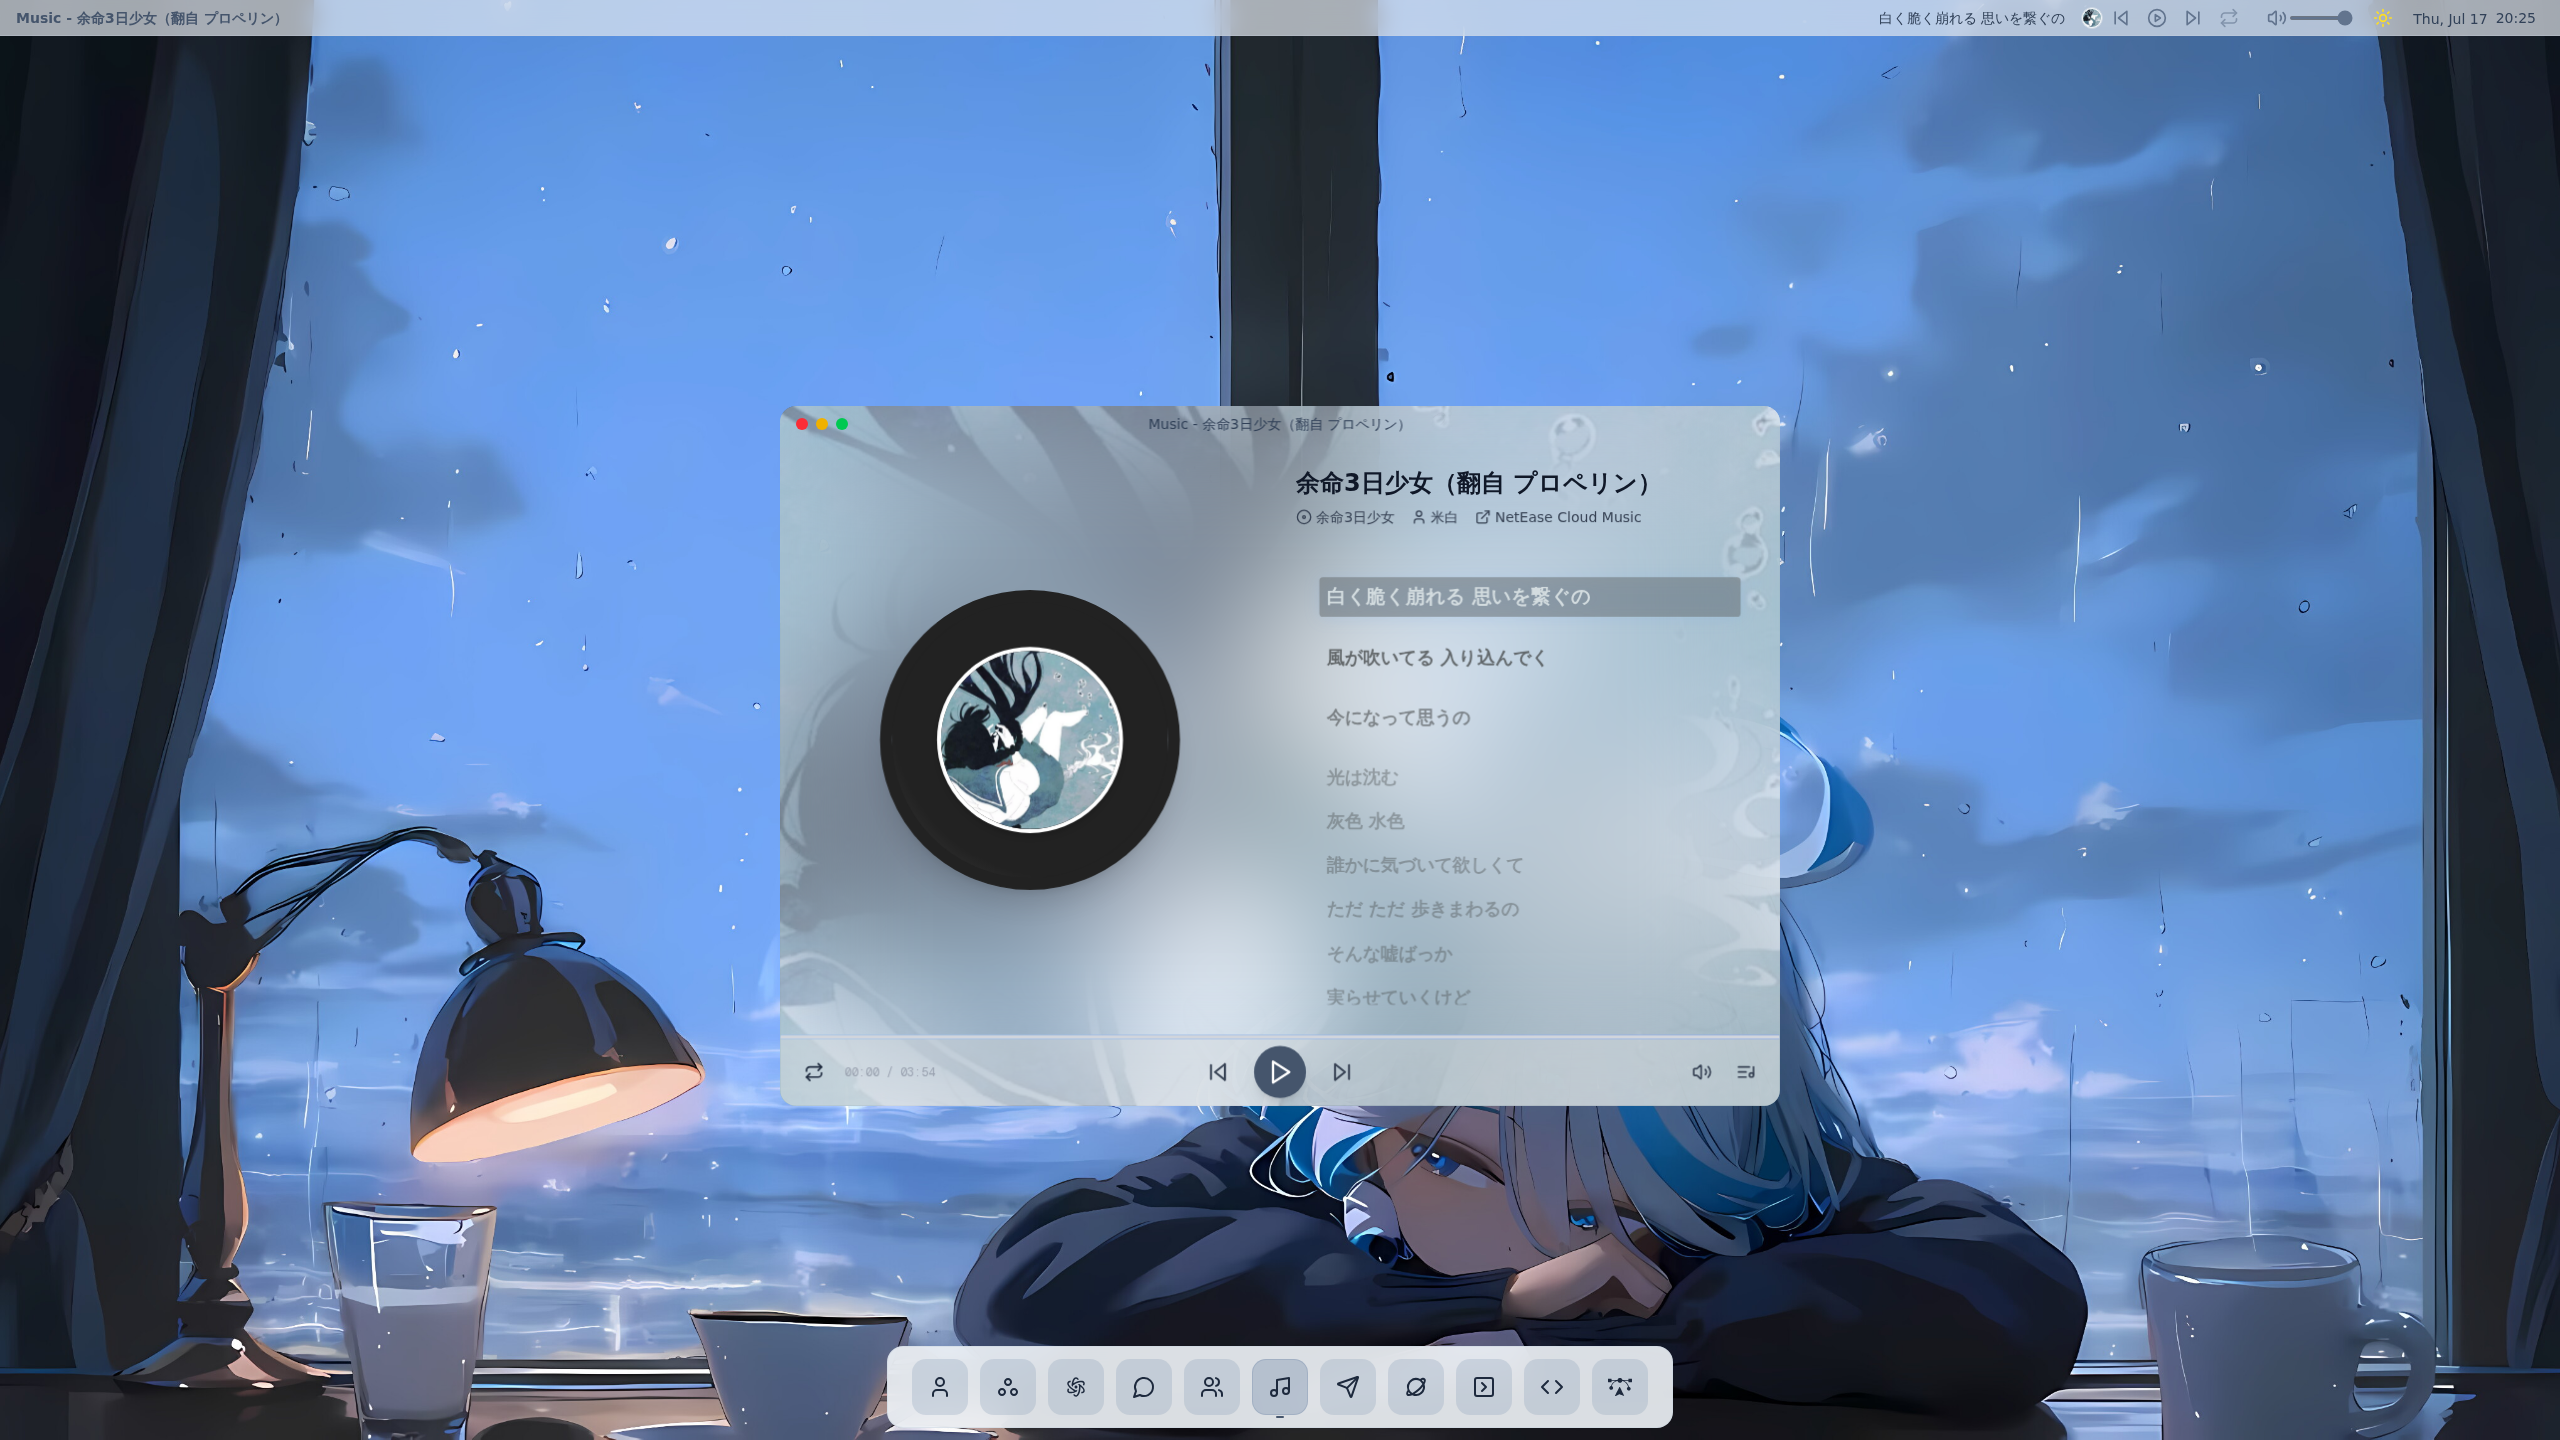 Music - 余命3日少女（翻自 プロペリン）
白く脆く崩れる 思いを繋ぐの
Thu, Jul 17 20:25
Music - 余命3日少女（翻自 プロペリン）
余命3日少女（翻自 プロペリン）
余命3日少女 米白 NetEase Cloud Music
白く脆く崩れる 思いを繋ぐの
風が吹いてる 入り込んでく
今になって思うの
光は沈む
灰色 水色
誰かに気づいて欲しくて
ただ ただ 歩きまわるの
そんな嘘ばっか
実らせていくけど
00:00 / 03:54